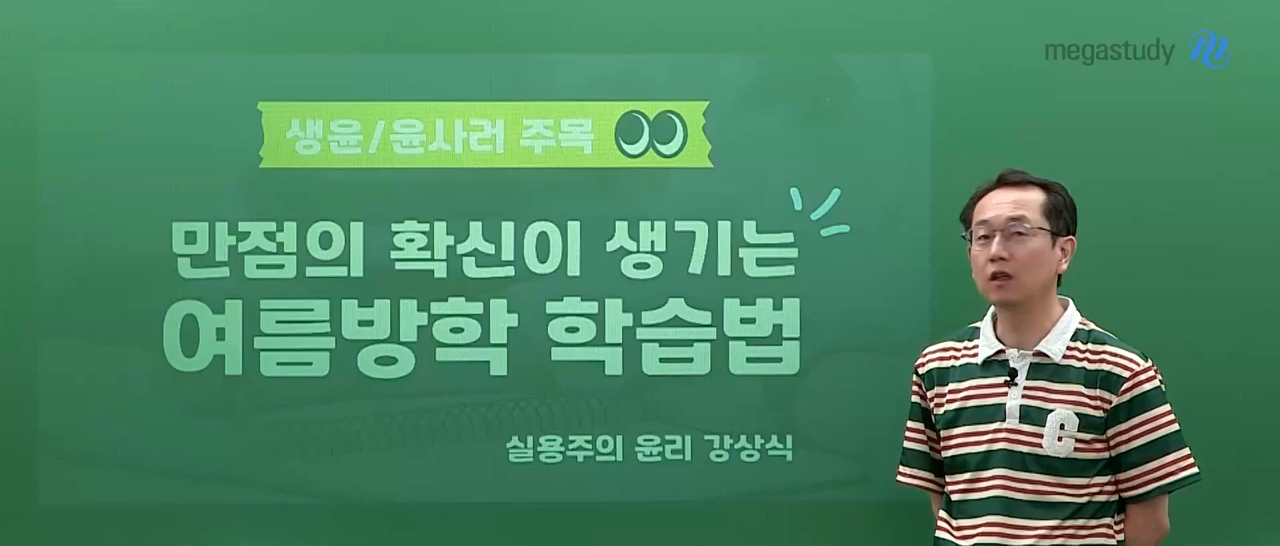 megastudy
생윤/윤사러 주목
만점의 확신이 생기는
여름방학 학습법
실용주의 윤리 강상식
C